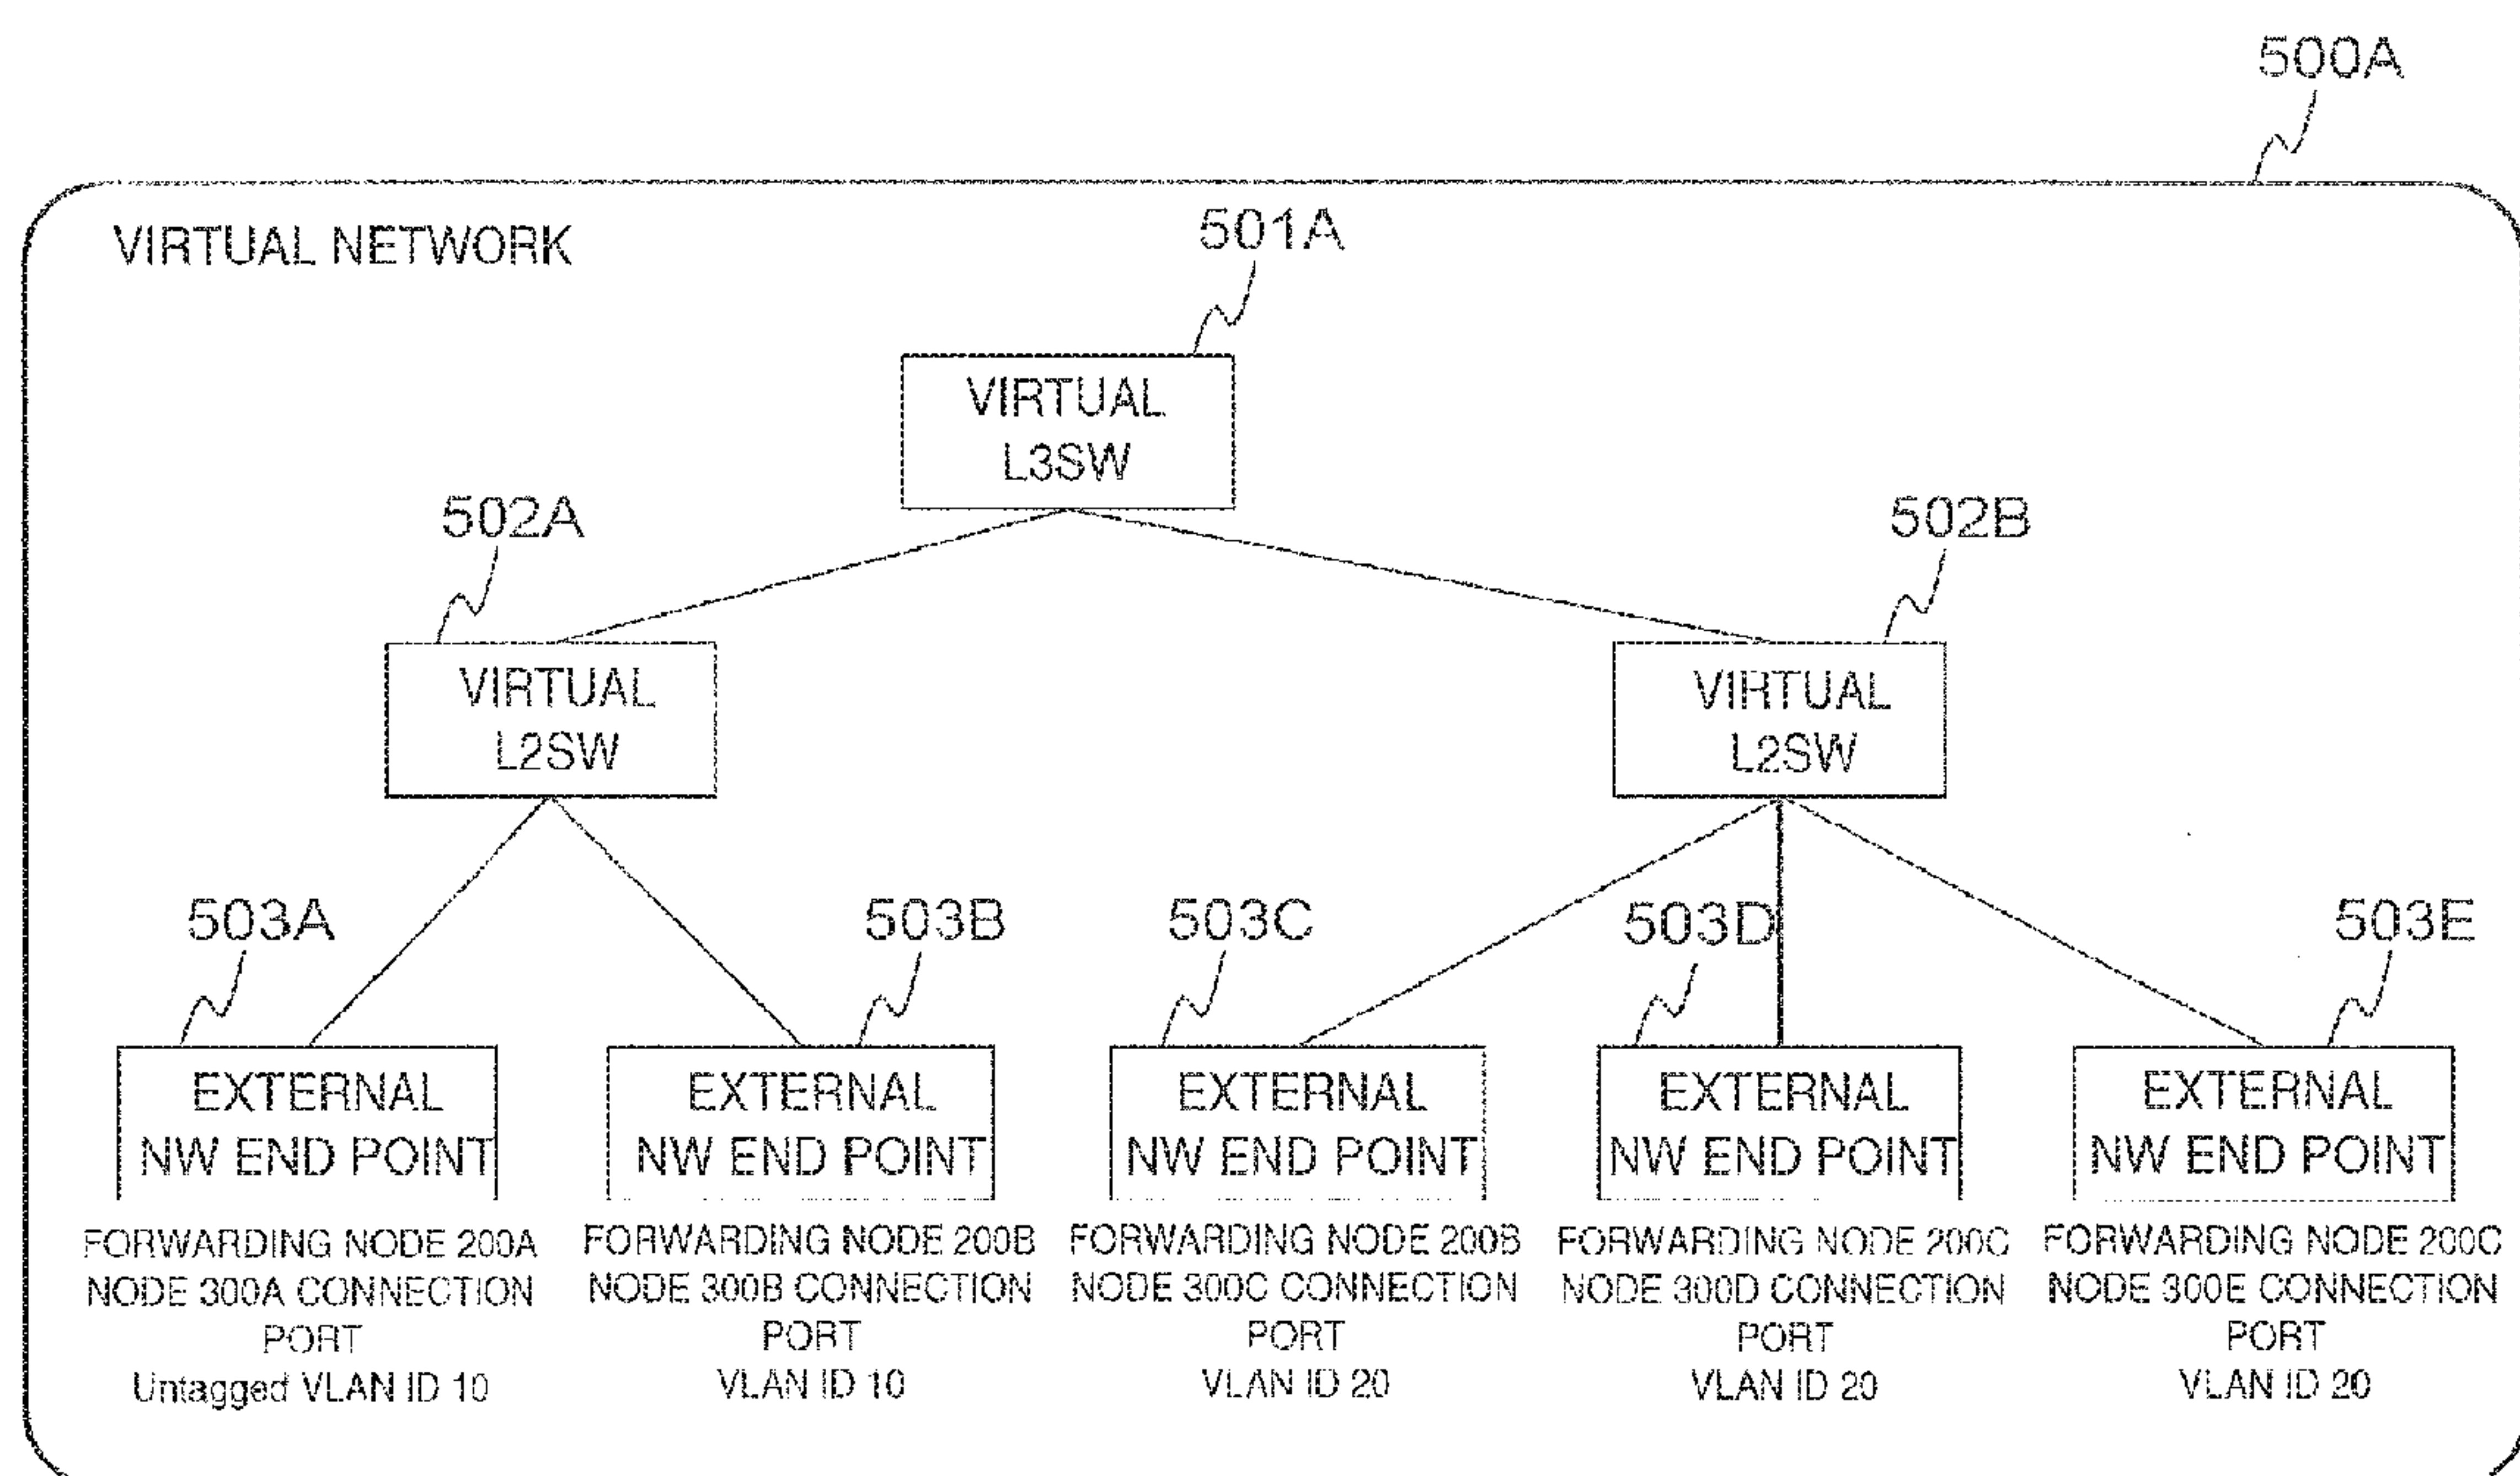 500A
VIRTUAL NETWORK
501A
VIRTUAL
L3SW
502A
502B
VIRTUAL
L2SW
VIRTUAL
L2SW
503A
503B
503C
503D
503E
EXTERNAL
NW END POINT
EXTERNAL
NW END POINT
EXTERNAL
NW END POINT
EXTERNAL
NW END POINT
EXTERNAL
NW END POINT
FORWARDING NODE 200A
NODE 300A CONNECTION
PORT
Untagged VLAN ID 10
FORWARDING NODE 200B
NODE 300B CONNECTION
PORT
VLAN ID 10
FORWARDING NODE 200B
NODE 300C CONNECTION
PORT
VLAN ID 20
FORWARDING NODE 200C
NODE 300D CONNECTION
PORT
VLAN ID 20
FORWARDING NODE 200C
NODE 300E CONNECTION
PORT
VLAN ID 20